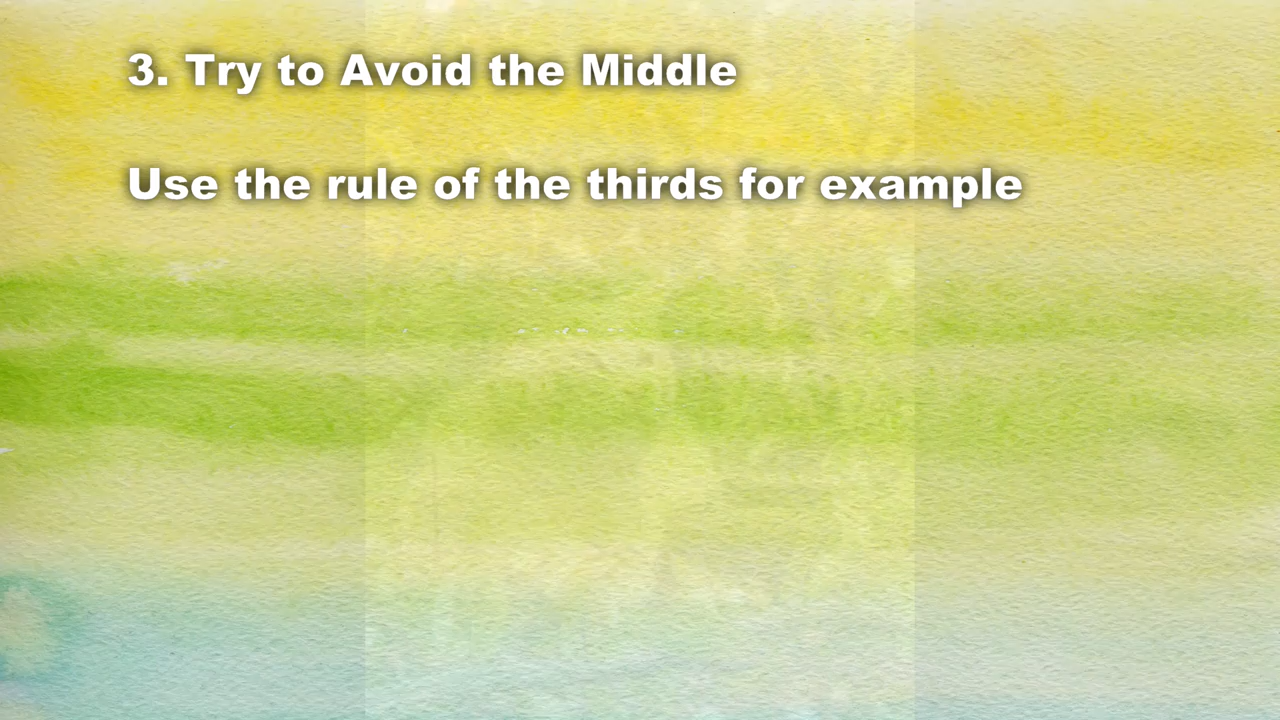 3. Try to Avoid the Middle
Use the rule of the thirds for example